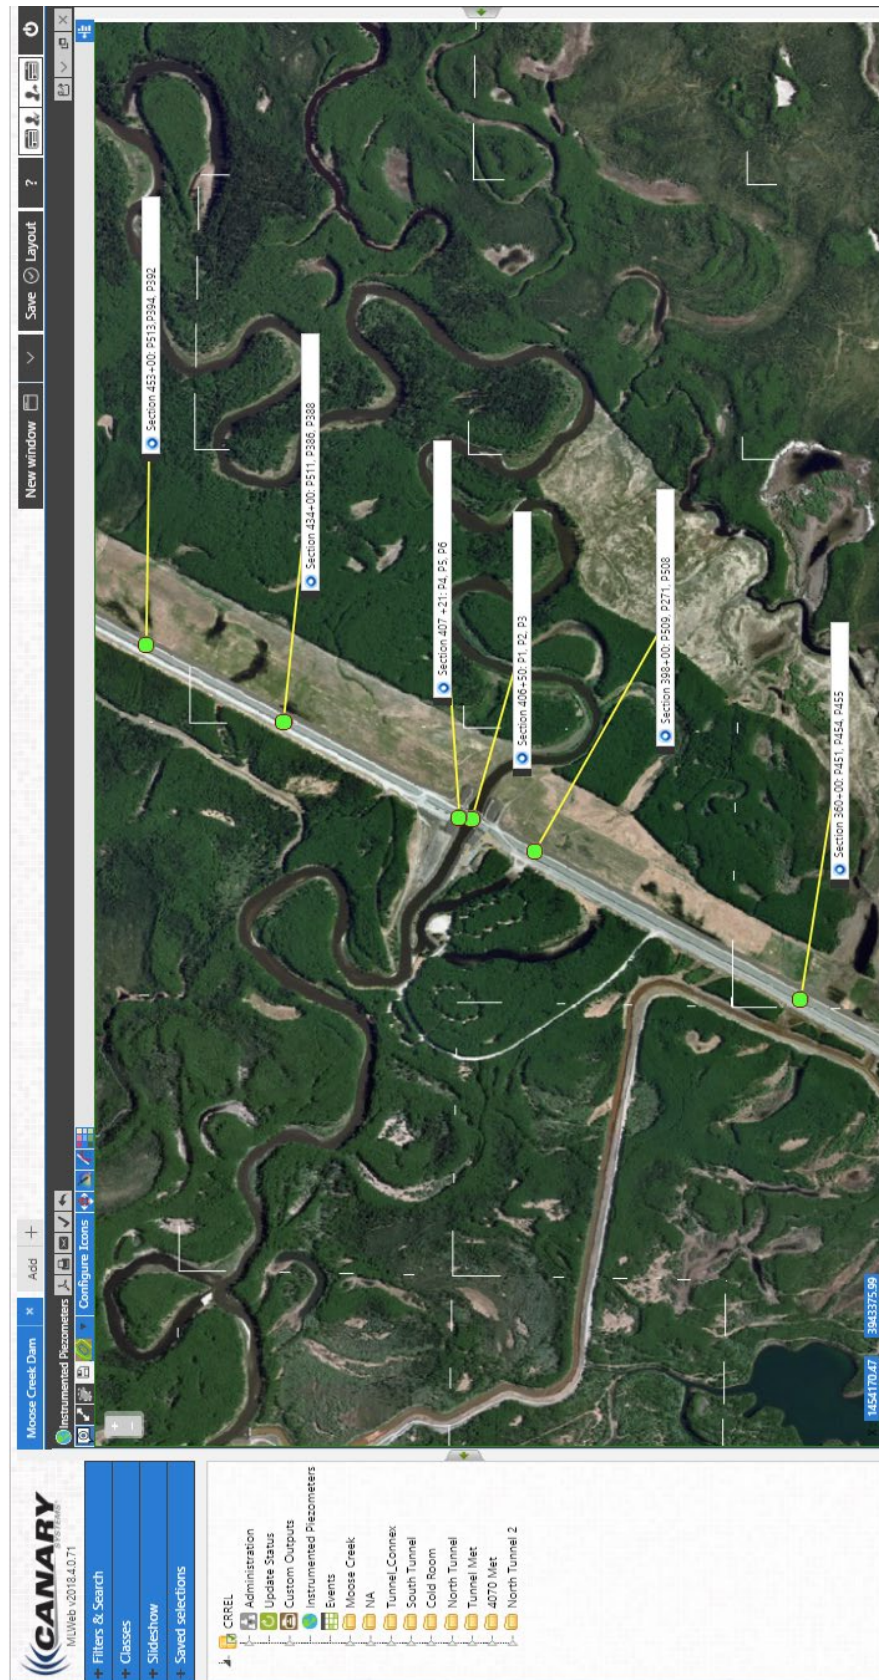 CANARY
SYSTEMS
MLWeb v2018.4.0.71
+ Filters & Search
+ Classes
+ Slideshow
+ Saved selections
CRREL
Administration
Update Status
Custom Outputs
Instrumented Piezometers
Events
Moose Creek
NA
Tunnel_Connex
South Tunnel
Cold Room
North Tunnel
Tunnel Met
4070 Met
North Tunnel 2
Moose Creek Dam ×
Add +
New window
Save Layout
?
Instrumented Piezometers
Configure Icons
+
−
Section 453+00: P513,P394, P392
Section 434+00: P511, P386, P388
Section 407 +21: P4, P5, P6
Section 406+50: P1, P2, P3
Section 398+00: P509, P271, P508
Section 360+00: P451, P454, P455
X 1454170.47 3943375.99